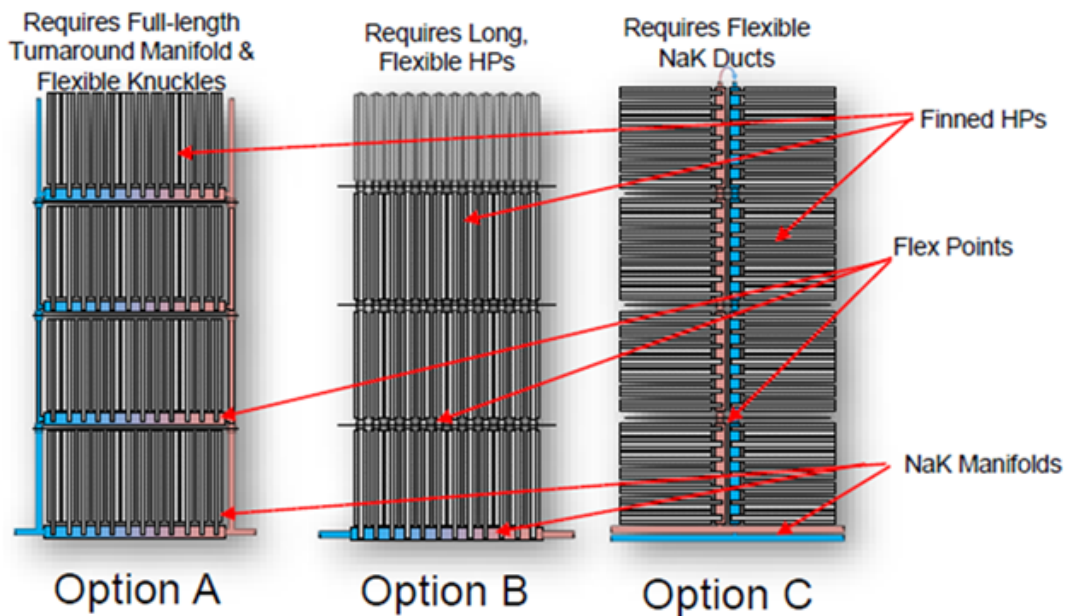 Requires Full-length
Turnaround Manifold &
Flexible Knuckles
Requires Long,
Flexible HPs
Requires Flexible
NaK Ducts
Finned HPs
Flex Points
NaK Manifolds
Option A
Option B
Option C